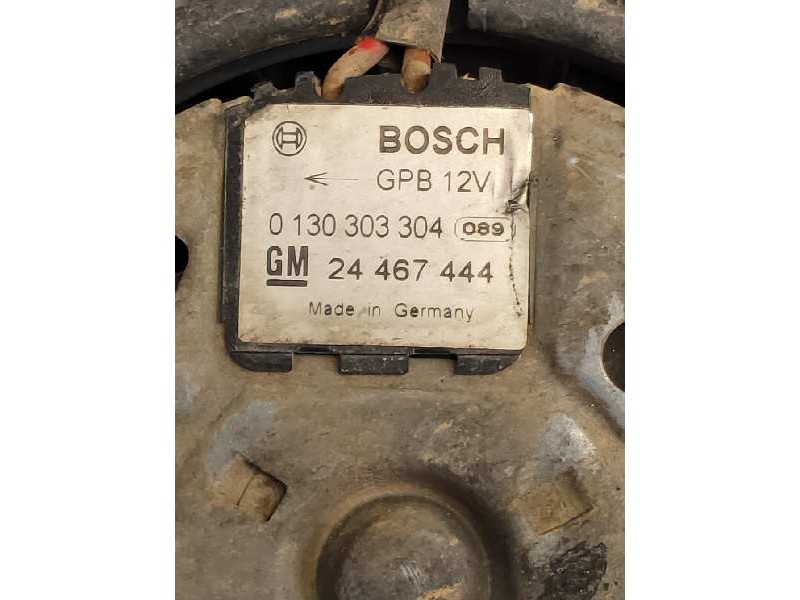 BOSCH
← GPB 12V
0 130 303 304 089
GM 24 467 444
Made in Germany